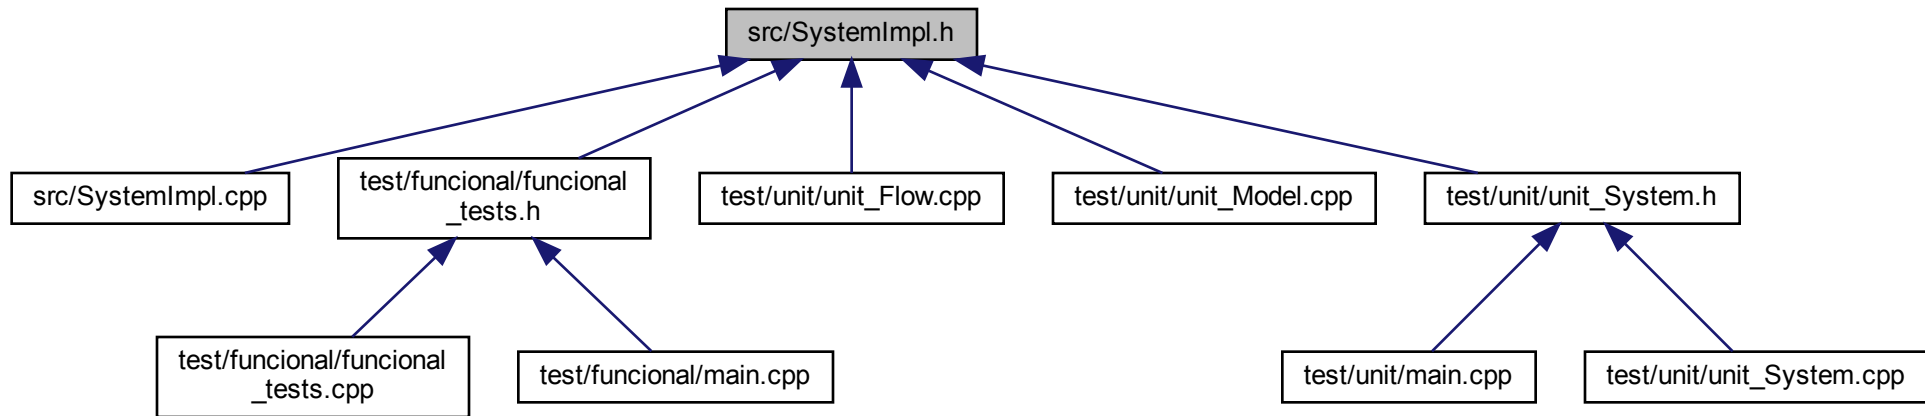 src/SystemImpl.h
src/SystemImpl.cpp
test/funcional/funcional
_tests.h
test/unit/unit_Flow.cpp
test/unit/unit_Model.cpp
test/unit/unit_System.h
test/funcional/funcional
_tests.cpp
test/funcional/main.cpp
test/unit/main.cpp
test/unit/unit_System.cpp